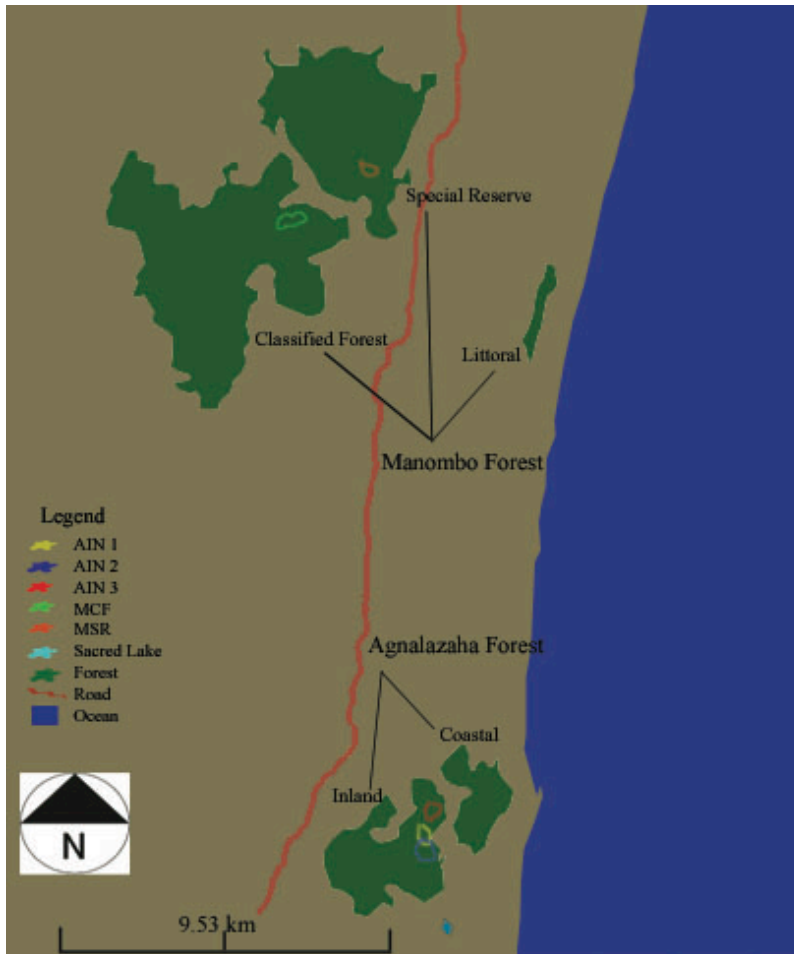 Special Reserve
Classified Forest
Littoral
Manombo Forest
Legend
AIN 1
AIN 2
AIN 3
MCF
MSR
Sacred Lake
Forest
Road
Ocean
Agnalazaha Forest
Coastal
Inland
N
9.53 km